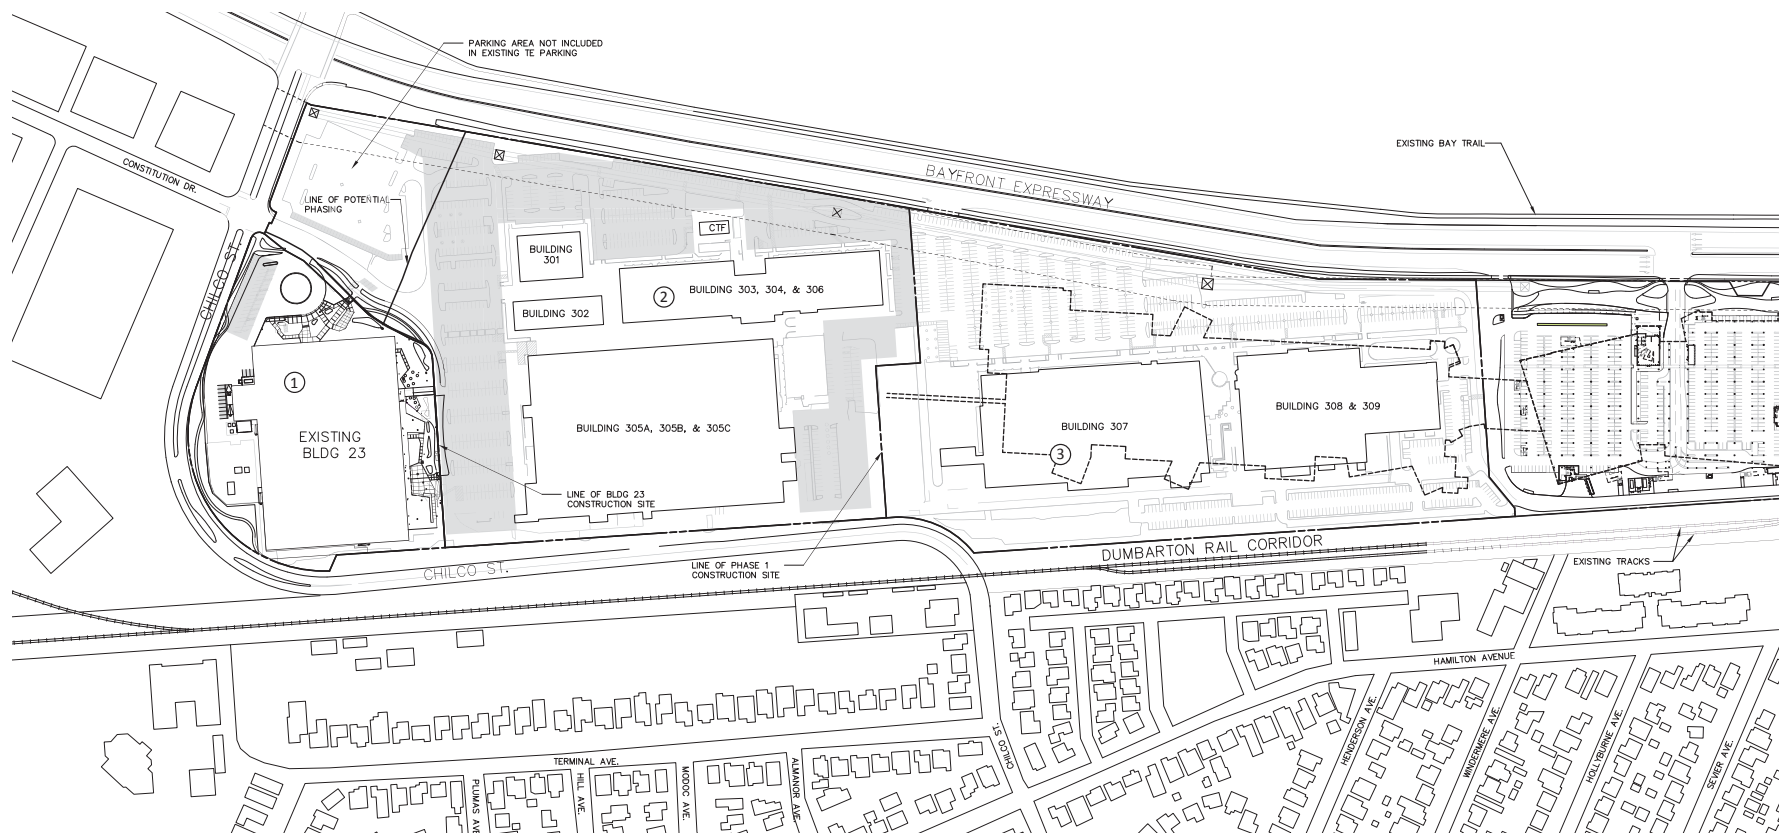 PARKING AREA NOT INCLUDED
IN EXISTING TE PARKING
EXISTING BAY TRAIL
CONSTITUTION DR.
BAYFRONT EXPRESSWAY
LINE OF POTENTIAL
PHASING
CHILCO ST.
CTF
BUILDING
301
2
BUILDING 303, 304, & 306
BUILDING 302
1
EXISTING
BLDG 23
BUILDING 305A, 305B, & 305C
BUILDING 307
BUILDING 308 & 309
3
LINE OF BLDG 23
CONSTRUCTION SITE
LINE OF PHASE 1
CONSTRUCTION SITE
CHILCO ST.
DUMBARTON RAIL CORRIDOR
EXISTING TRACKS
HAMILTON AVENUE
CHILCO ST.
HENDERSON AVE.
WINDERMERE AVE.
HOLLYBURNE AVE.
SEVIER AVE.
TERMINAL AVE.
PLUMAS AVE
HILL AVE.
MODOC AVE.
ALMANOR AVE.